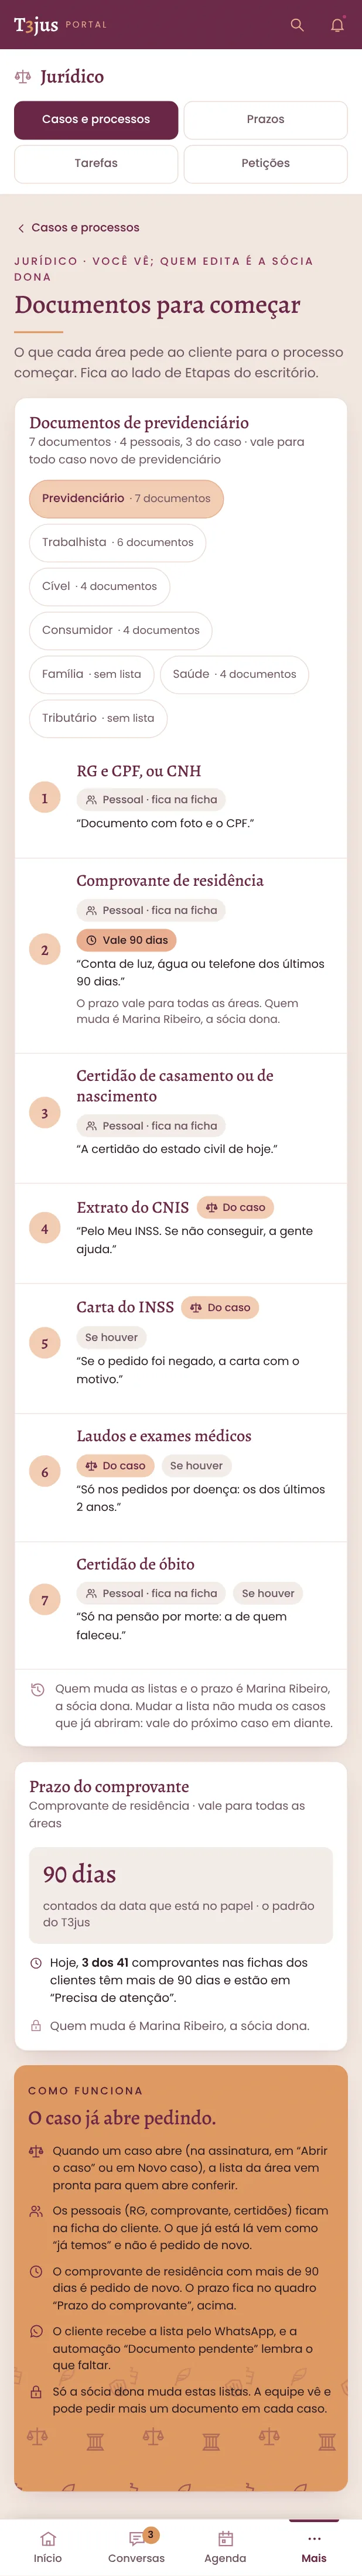 T3jus PORTAL
Jurídico
Casos e processos
Prazos
Tarefas
Petições
Casos e processos
JURÍDICO · VOCÊ VÊ; QUEM EDITA É A SÓCIA
DONA
Documentos para começar
O que cada área pede ao cliente para o processo
começar. Fica ao lado de Etapas do escritório.
Documentos de previdenciário
7 documentos · 4 pessoais, 3 do caso · vale para
todo caso novo de previdenciário
Previdenciário · 7 documentos
Trabalhista · 6 documentos
Cível · 4 documentos
Consumidor · 4 documentos
Família · sem lista
Saúde · 4 documentos
Tributário · sem lista
1
RG e CPF, ou CNH
Pessoal · fica na ficha
“Documento com foto e o CPF.”
2
Comprovante de residência
Pessoal · fica na ficha
Vale 90 dias
“Conta de luz, água ou telefone dos últimos
90 dias.”
O prazo vale para todas as áreas. Quem
muda é Marina Ribeiro, a sócia dona.
3
Certidão de casamento ou de
nascimento
Pessoal · fica na ficha
“A certidão do estado civil de hoje.”
4
Extrato do CNIS
Do caso
“Pelo Meu INSS. Se não conseguir, a gente
ajuda.”
5
Carta do INSS
Do caso
Se houver
“Se o pedido foi negado, a carta com o
motivo.”
6
Laudos e exames médicos
Do caso
Se houver
“Só nos pedidos por doença: os dos últimos
2 anos.”
7
Certidão de óbito
Pessoal · fica na ficha
Se houver
“Só na pensão por morte: a de quem
faleceu.”
Quem muda as listas e o prazo é Marina Ribeiro,
a sócia dona. Mudar a lista não muda os casos
que já abriram: vale do próximo caso em diante.
Prazo do comprovante
Comprovante de residência · vale para todas as
áreas
90 dias
contados da data que está no papel · o padrão
do T3jus
Hoje, 3 dos 41 comprovantes nas fichas dos
clientes têm mais de 90 dias e estão em
“Precisa de atenção”.
Quem muda é Marina Ribeiro, a sócia dona.
COMO FUNCIONA
O caso já abre pedindo.
Quando um caso abre (na assinatura, em “Abrir
o caso” ou em Novo caso), a lista da área vem
pronta para quem abre conferir.
Os pessoais (RG, comprovante, certidões) ficam
na ficha do cliente. O que já está lá vem como
“já temos” e não é pedido de novo.
O comprovante de residência com mais de 90
dias é pedido de novo. O prazo fica no quadro
“Prazo do comprovante”, acima.
O cliente recebe a lista pelo WhatsApp, e a
automação “Documento pendente” lembra o
que faltar.
Só a sócia dona muda estas listas. A equipe vê e
pode pedir mais um documento em cada caso.
Início
3
Conversas
Agenda
Mais